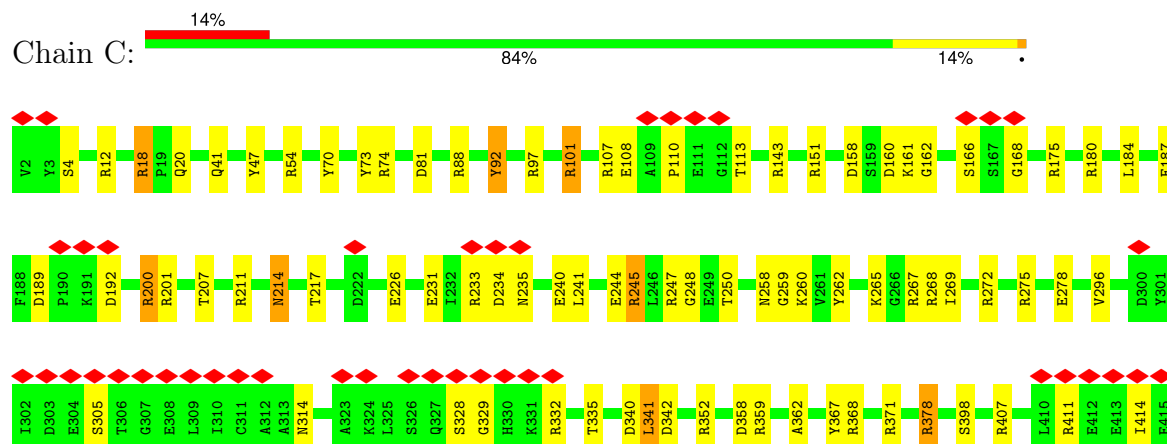 14%
Chain C:
84% 14% •
V2 Y3 S4 R12 R18 P19 Q20 Q41 Y47 R54 Y70 Y73 R74 D81 R88 Y92 R97 R101 R107 E108 A109 P110 E111 G112 T113 R143 R151 D158 S159 D160 K161 G162 S166 S167 G168 R175 R180 L184 E187
F188 D189 P190 K191 D192 R200 R201 T207 R211 N214 T217 D222 E226 E231 I232 R233 D234 N235 E240 L241 E244 R245 L246 R247 G248 E249 T250 N258 G259 K260 V261 Y262 K265 G266 R267 R268 I269 R272 R275 E278 V296 D300 Y301
I302 D303 E304 S305 T306 G307 E308 L309 I310 C311 A312 A313 N314 A323 K324 L325 S326 Q327 S328 G329 H330 K331 R332 T335 D340 L341 D342 R352 D358 R359 A362 Y367 R368 R371 R378 S398 R407 L410 R411 E412 E413 I414